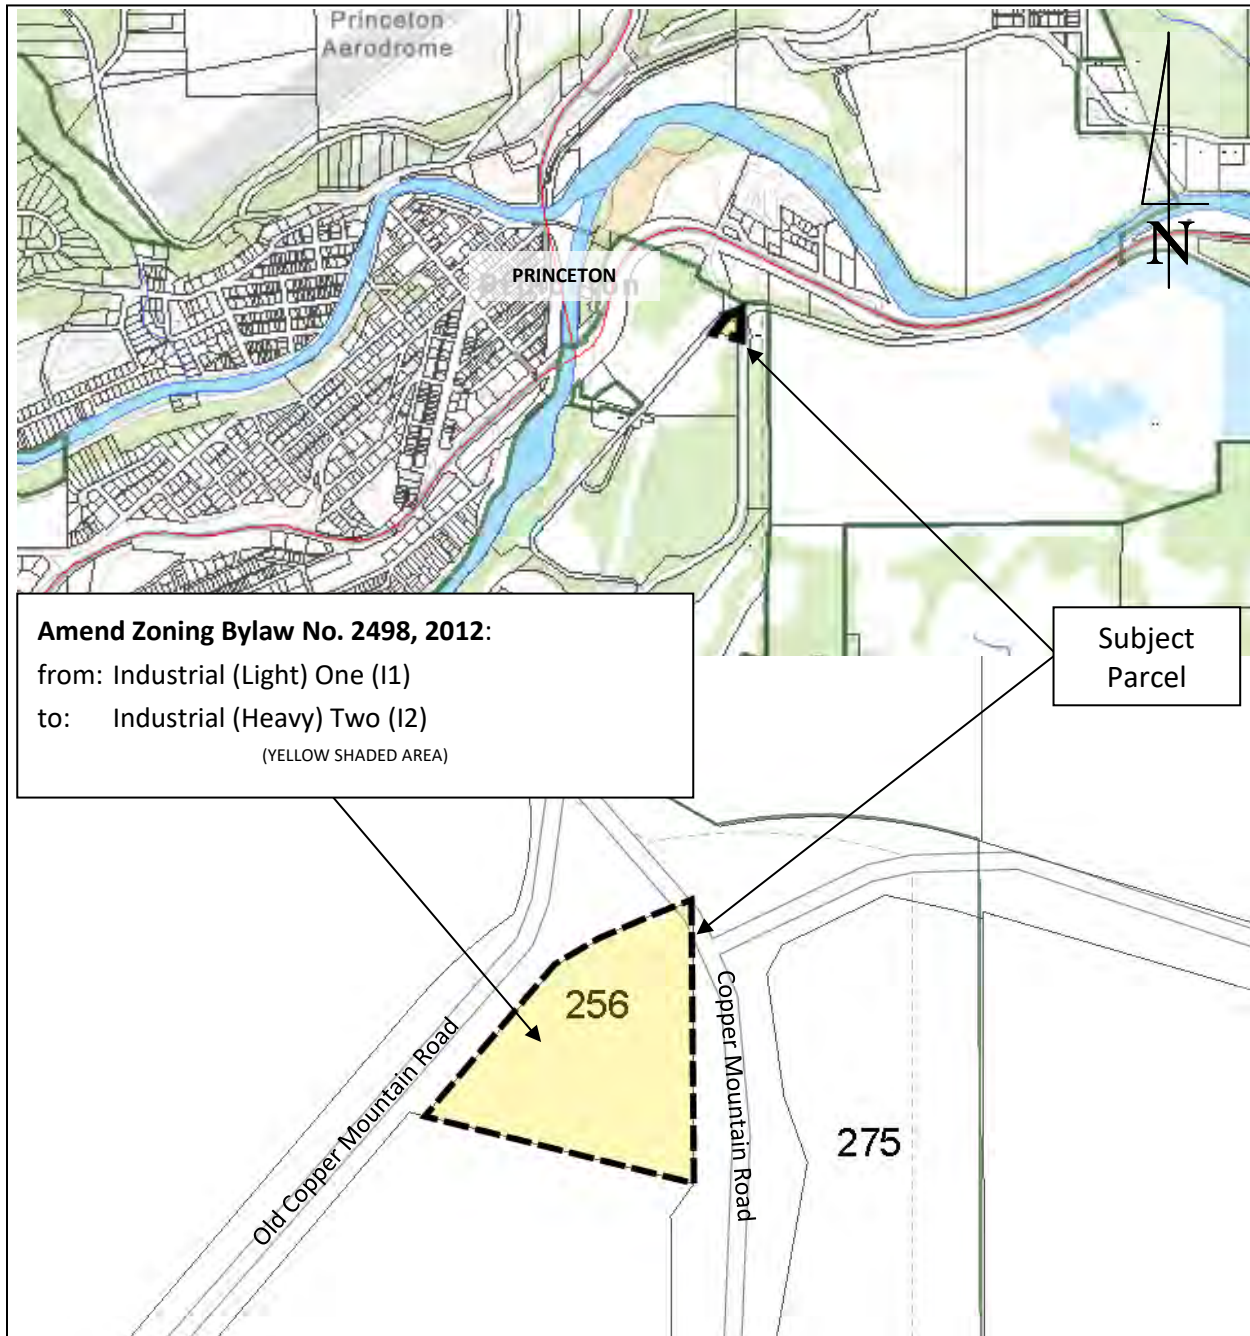 Princeton
Aerodrome
PRINCETON
Princeton
N
Amend Zoning Bylaw No. 2498, 2012:
from: Industrial (Light) One (I1)
to: Industrial (Heavy) Two (I2)
(YELLOW SHADED AREA)
Subject
Parcel
256
Old Copper Mountain Road
Copper Mountain Road
275